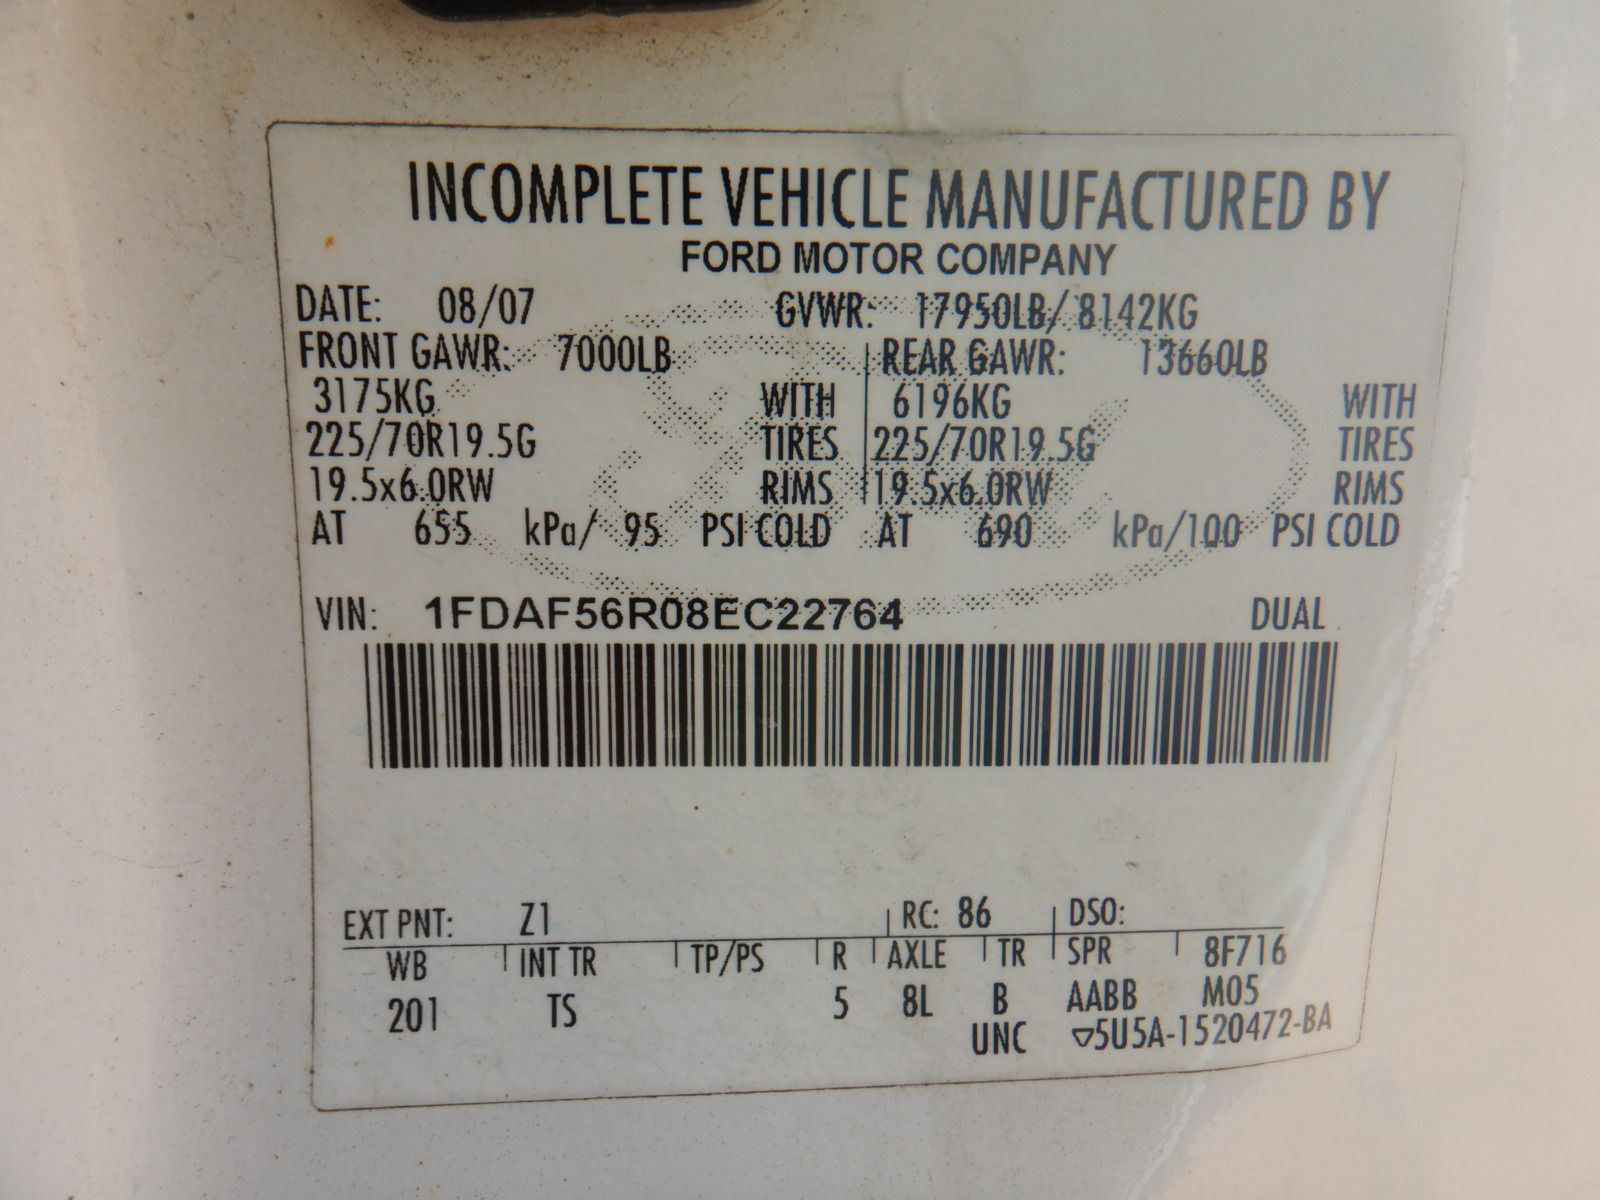 INCOMPLETE VEHICLE MANUFACTURED BY
FORD MOTOR COMPANY
DATE: 08/07 GVWR: 17950LB/ 8142KG
FRONT GAWR: 7000LB REAR GAWR: 13660LB
3175KG WITH 6196KG WITH
225/70R19.5G TIRES 225/70R19.5G TIRES
19.5x6.0RW RIMS 19.5x6.0RW RIMS
AT 655 kPa/ 95 PSI COLD AT 690 kPa/100 PSI COLD
VIN: 1FDAF56R08EC22764 DUAL
EXT PNT: Z1 RC: 86 DSO:
WB INT TR TP/PS R AXLE TR SPR 8F716
201 TS 5 8L B AABB M05
UNC ▽5U5A-1520472-BA